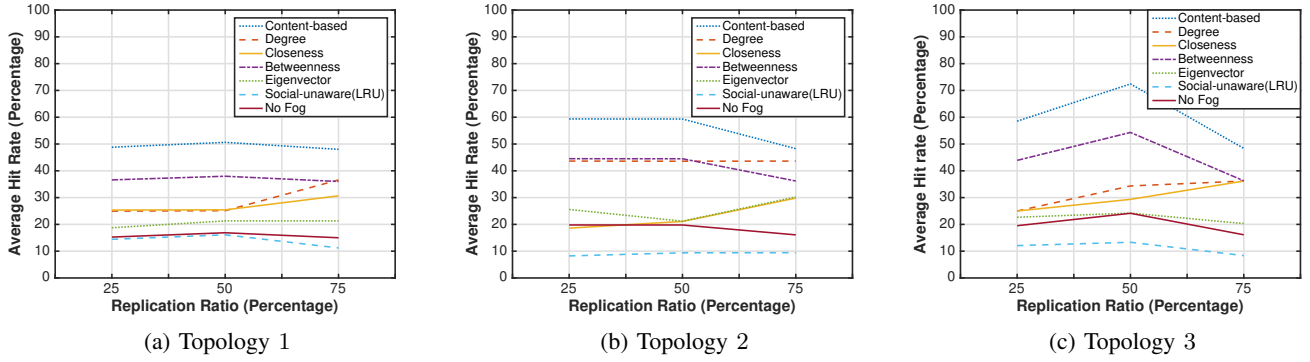 100
90
80
70
60
50
40
30
20
10
0
Average Hit Rate (Percentage)
Content-based
Degree
Closeness
Betweenness
Eigenvector
Social-unaware(LRU)
No Fog
25 50 75
Replication Ratio (Percentage)
(a) Topology 1
100
90
80
70
60
50
40
30
20
10
0
Average Hit Rate (Percentage)
Content-based
Degree
Closeness
Betweenness
Eigenvector
Social-unaware(LRU)
No Fog
25 50 75
Replication Ratio (Percentage)
(b) Topology 2
100
90
80
70
60
50
40
30
20
10
0
Average Hit rate (Percentage)
Content-based
Degree
Closeness
Betweenness
Eigenvector
Social-unaware(LRU)
No Fog
25 50 75
Replication Ratio (Percentage)
(c) Topology 3